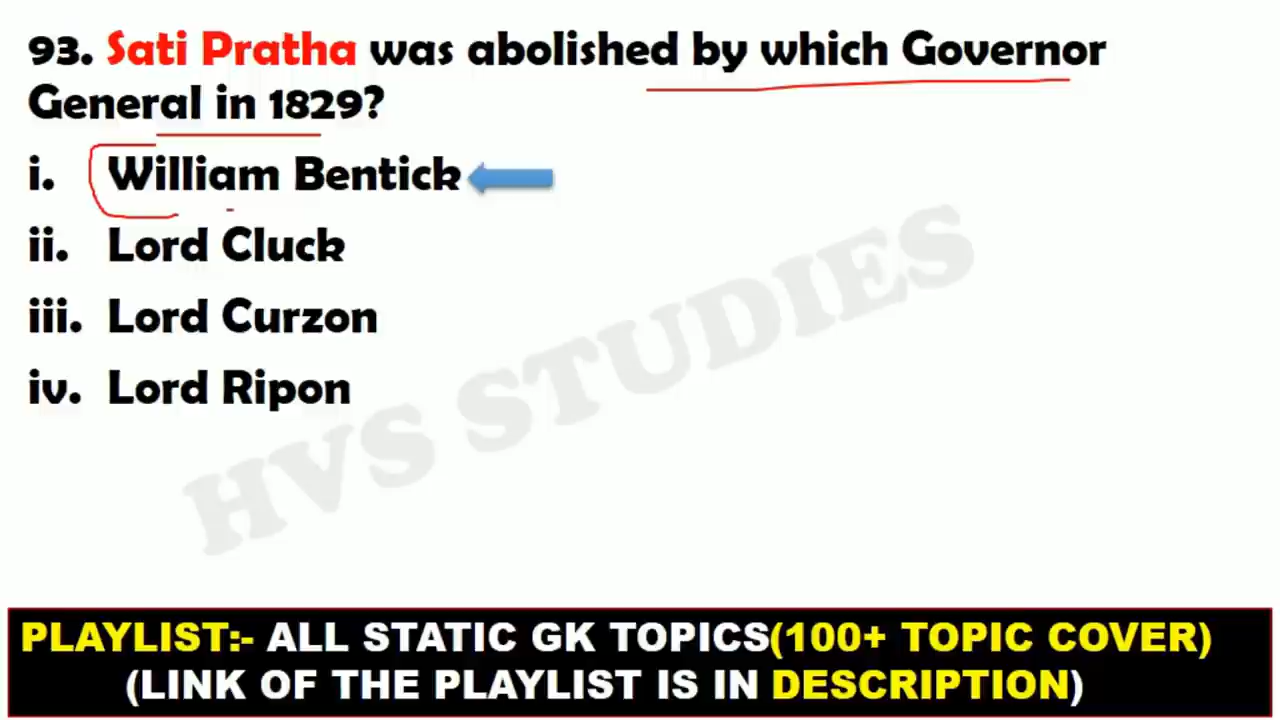 93. Sati Pratha was abolished by which Governor
General in 1829?
i. William Bentick
ii. Lord Cluck
iii. Lord Curzon
iv. Lord Ripon
HVS STUDIES
PLAYLIST:- ALL STATIC GK TOPICS(100+ TOPIC COVER)
(LINK OF THE PLAYLIST IS IN DESCRIPTION)